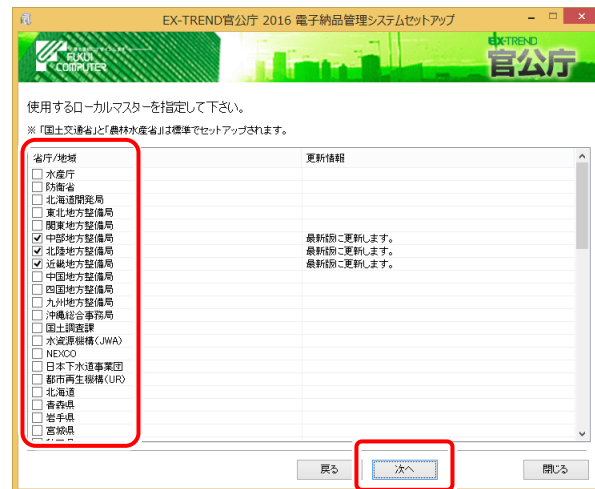 EX-TREND官公庁 2016 電子納品管理システムセットアップ
FUKUI
COMPUTER
EX-TREND
官公庁
使用するローカルマスターを指定して下さい。
※「国土交通省」と「農林水産省」は標準でセットアップされます。
省庁/地域 更新情報
水産庁
防衛省
北海道開発局
東北地方整備局
関東地方整備局
中部地方整備局 最新版に更新します。
北陸地方整備局 最新版に更新します。
近畿地方整備局 最新版に更新します。
中国地方整備局
四国地方整備局
九州地方整備局
沖縄総合事務局
国土調査課
水資源機構(JWA)
NEXCO
日本下水道事業団
都市再生機構(UR)
北海道
青森県
岩手県
宮城県
戻る 次へ 閉じる